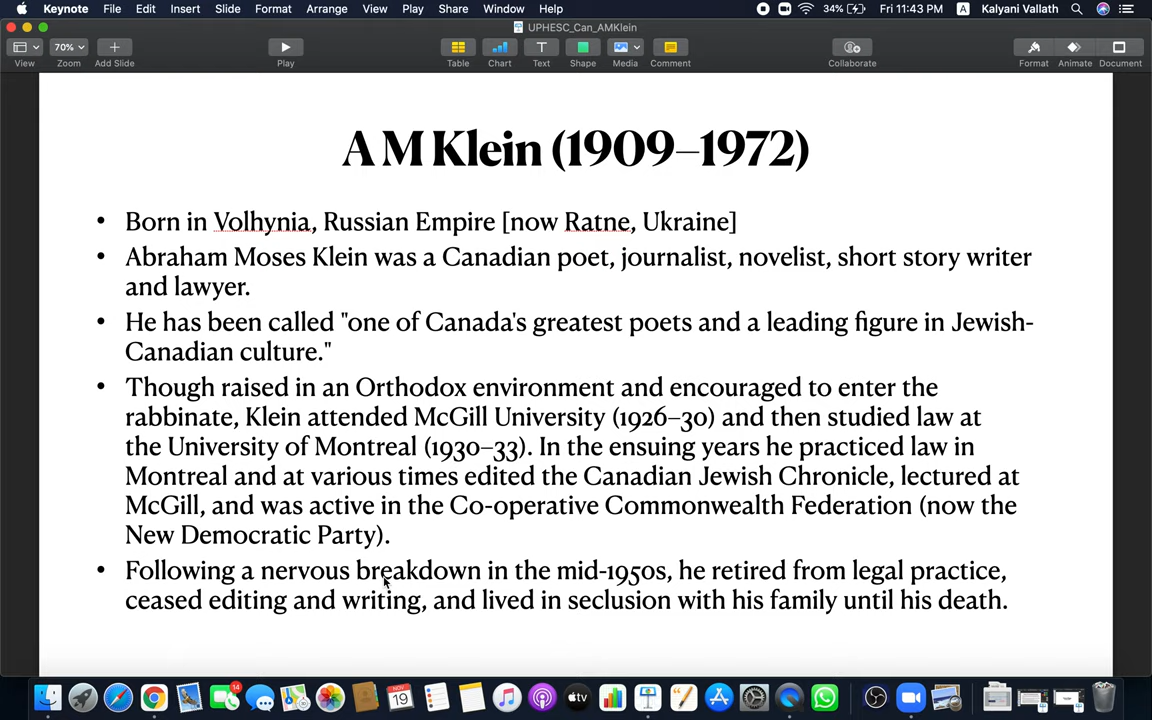 Keynote File Edit Insert Slide Format Arrange View Play Share Window Help 34% Fri 11:43 PM A Kalyani Vallath
UPHESC_Can_AMKlein
70%
View Zoom Add Slide Play Table Chart Text Shape Media Comment Collaborate Format Animate Document
A M Klein (1909–1972)
• Born in Volhynia, Russian Empire [now Ratne, Ukraine]
• Abraham Moses Klein was a Canadian poet, journalist, novelist, short story writer
and lawyer.
• He has been called "one of Canada's greatest poets and a leading figure in Jewish-
Canadian culture."
• Though raised in an Orthodox environment and encouraged to enter the
rabbinate, Klein attended McGill University (1926–30) and then studied law at
the University of Montreal (1930–33). In the ensuing years he practiced law in
Montreal and at various times edited the Canadian Jewish Chronicle, lectured at
McGill, and was active in the Co-operative Commonwealth Federation (now the
New Democratic Party).
• Following a nervous breakdown in the mid-1950s, he retired from legal practice,
ceased editing and writing, and lived in seclusion with his family until his death.
14
NOV
19
tv